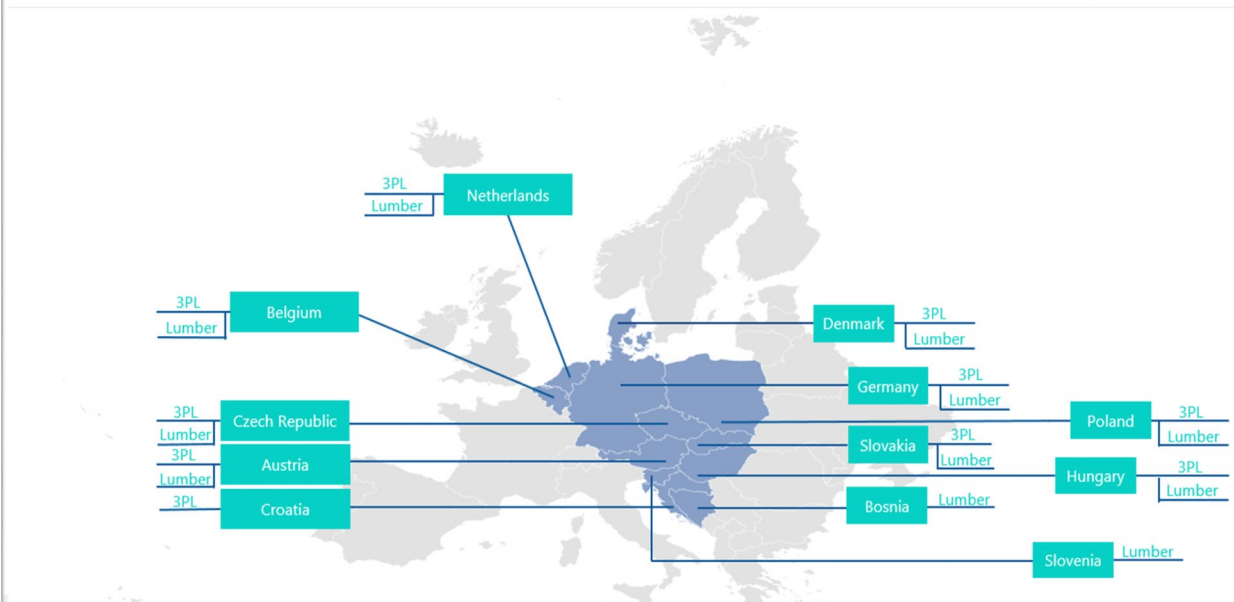 3PL
Lumber
Netherlands
3PL
Lumber
Belgium
Denmark
3PL
Lumber
Germany
3PL
Lumber
3PL
Lumber
Czech Republic
Poland
3PL
Lumber
Slovakia
3PL
Lumber
3PL
Lumber
Austria
Hungary
3PL
Lumber
3PL
Croatia
Bosnia
Lumber
Slovenia
Lumber